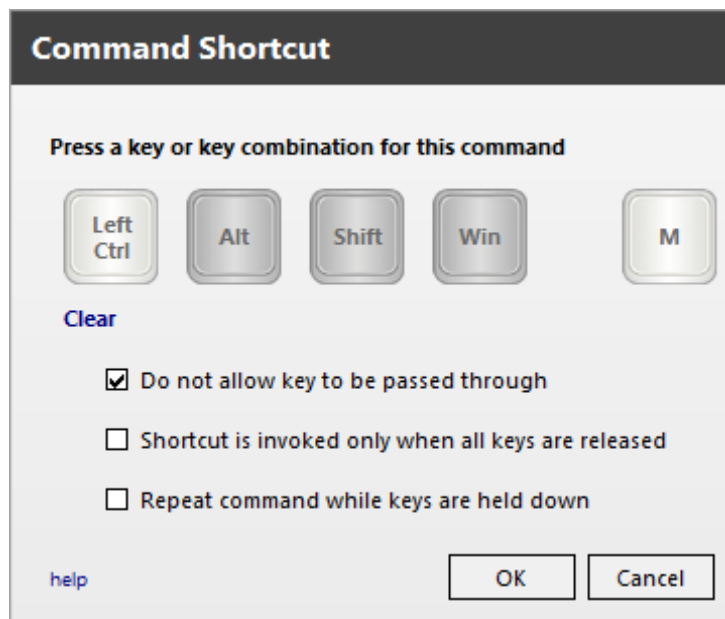 Command Shortcut
Press a key or key combination for this command
Left
Ctrl
Alt
Shift
Win
M
Clear
Do not allow key to be passed through
Shortcut is invoked only when all keys are released
Repeat command while keys are held down
help
OK
Cancel